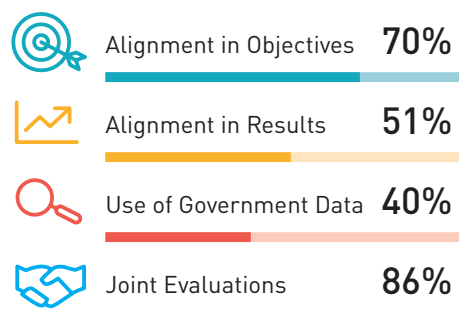 Alignment in Objectives 70%
Alignment in Results 51%
Use of Government Data 40%
Joint Evaluations 86%